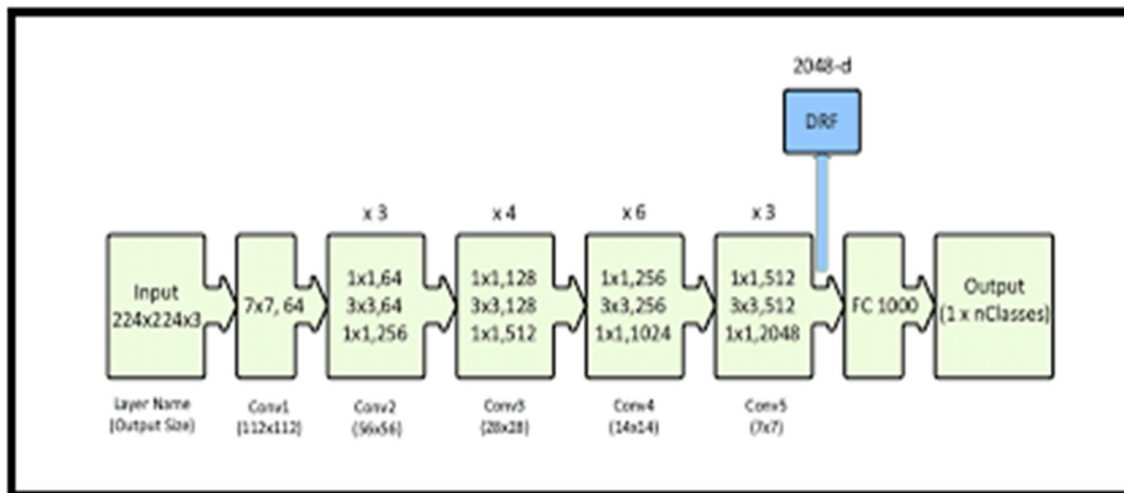 2048-d
DRF
x 3
x 4
x 6
x 3
Input
224x224x3
7x7, 64
1x1,64
3x3,64
1x1,256
1x1,128
3x3,128
1x1,512
1x1,256
3x3,256
1x1,1024
1x1,512
3x3,512
1x1,2048
FC 1000
Output
(1 x nClasses)
Layer Name
(Output Size)
Conv1
(112x112)
Conv2
(56x56)
Conv3
(28x28)
Conv4
(14x14)
Conv5
(7x7)